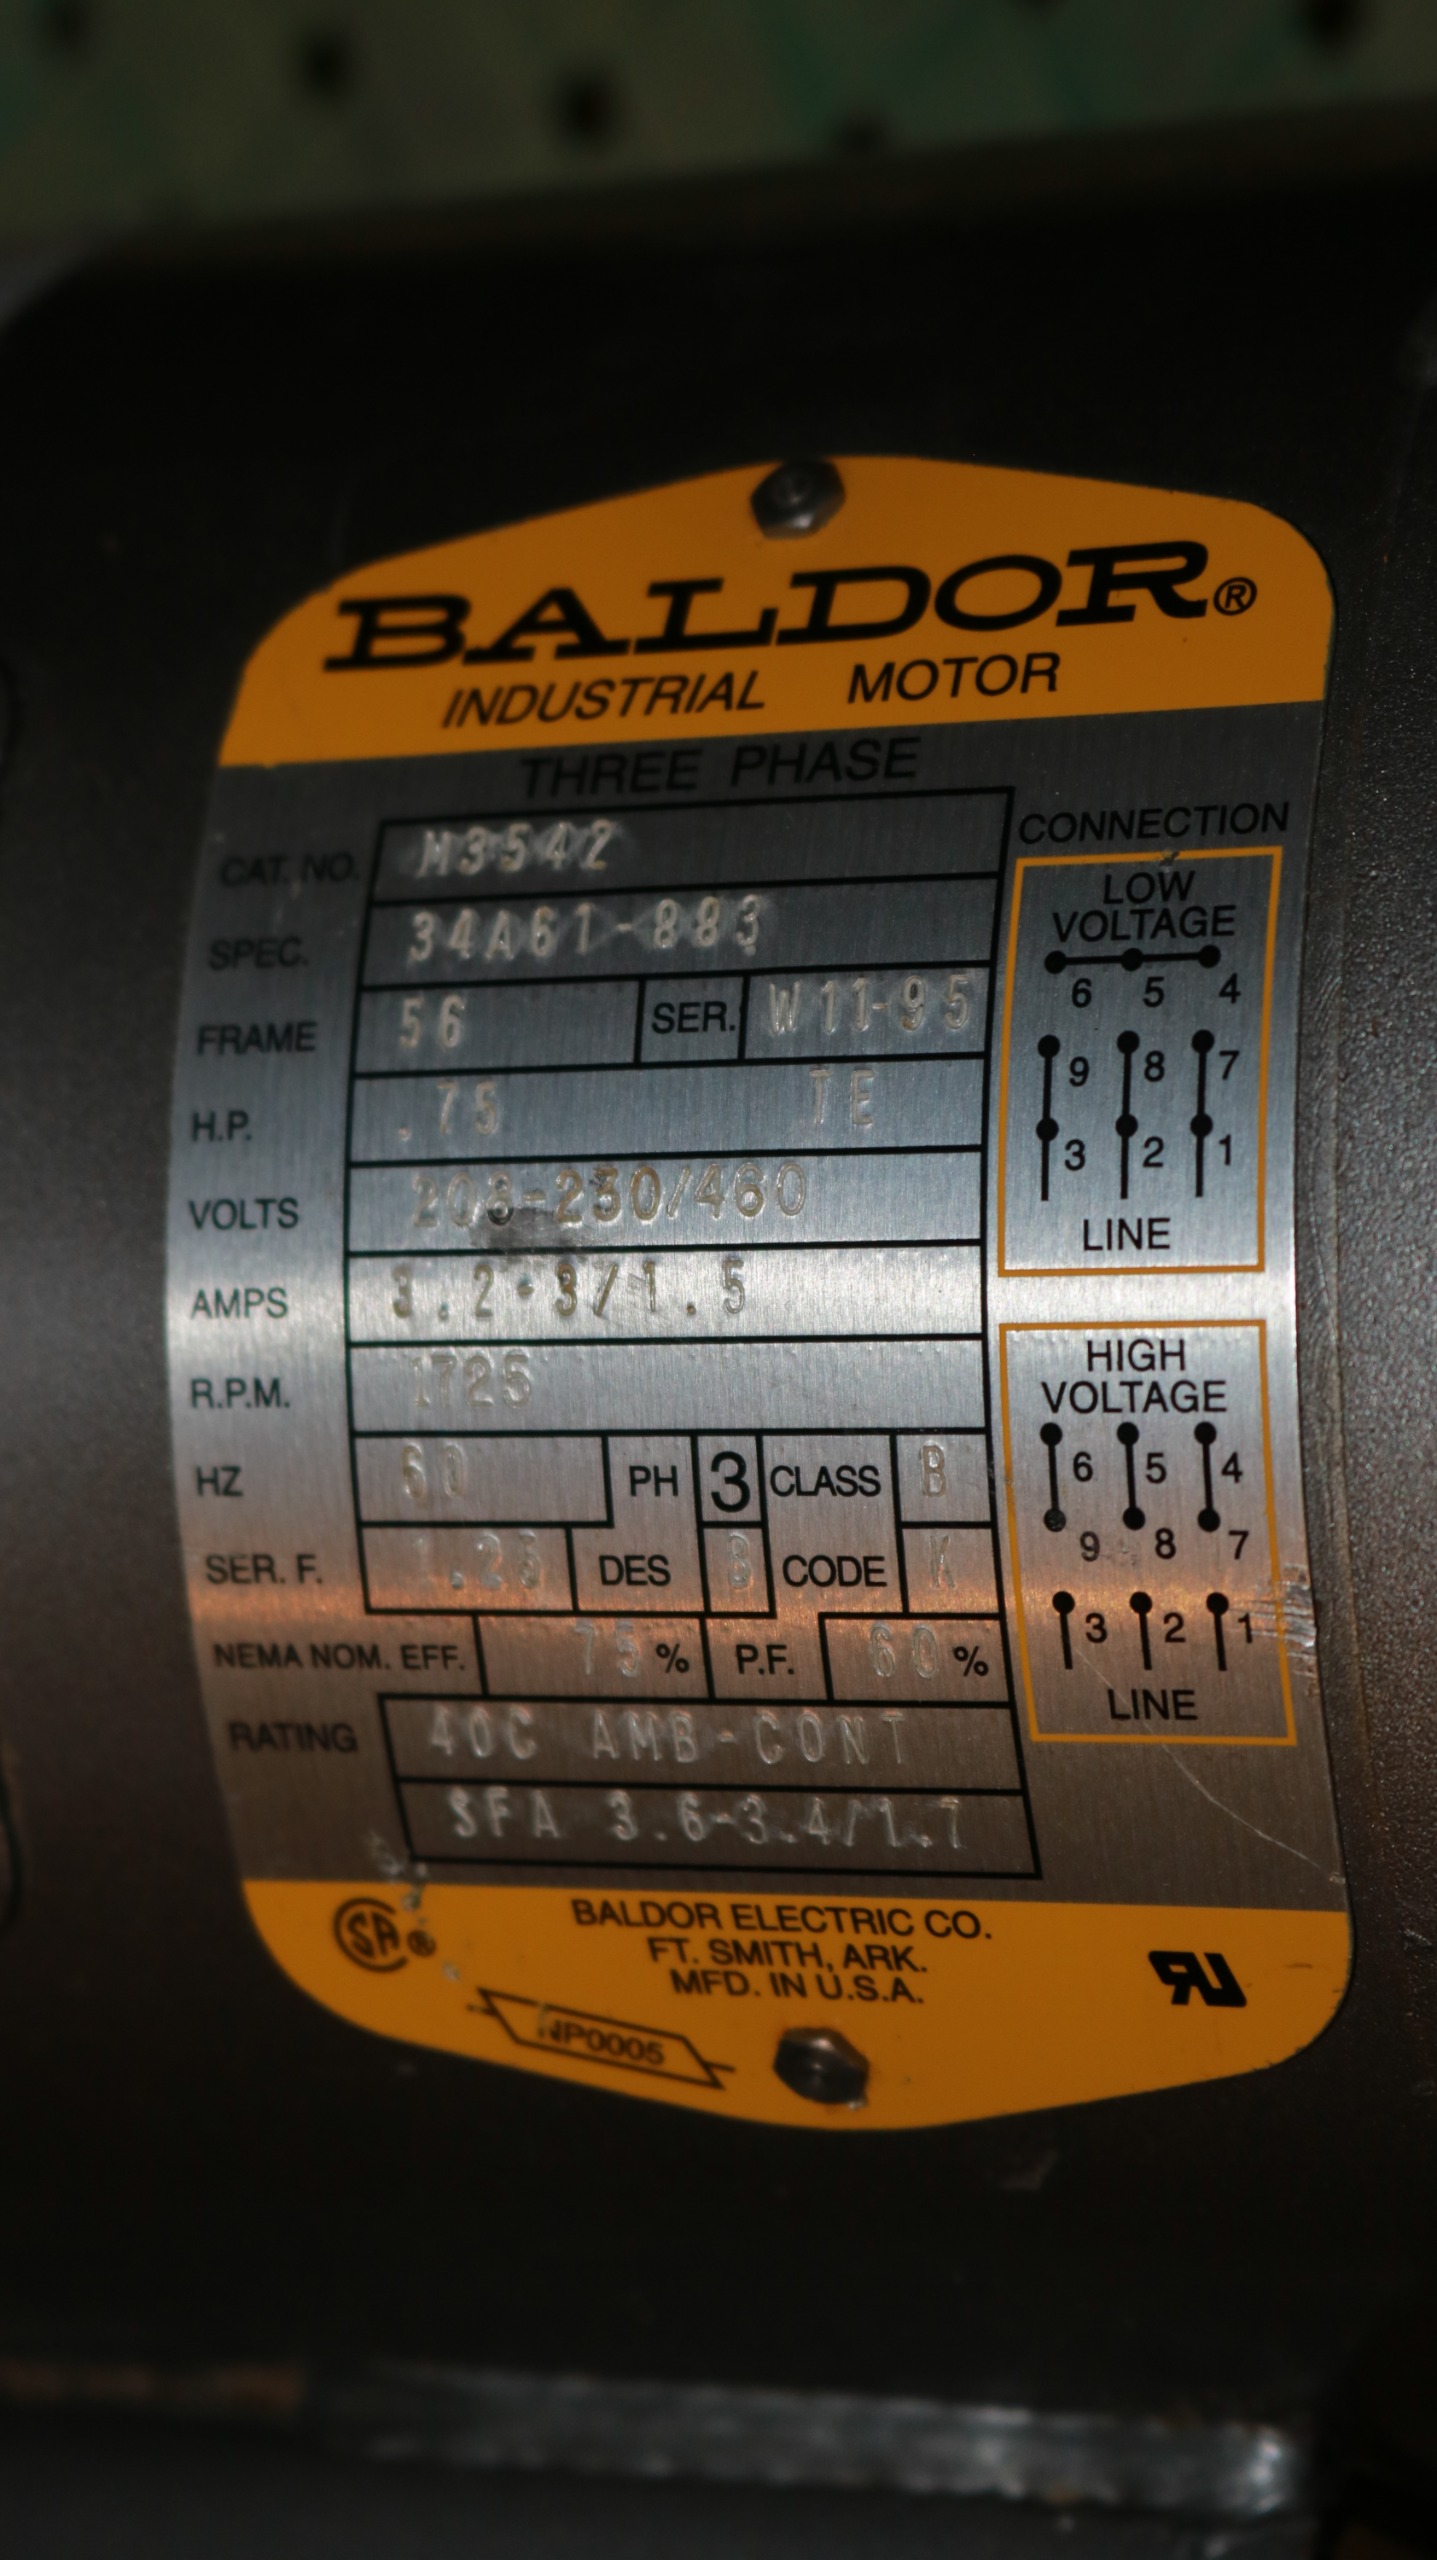 BALDOR®
INDUSTRIAL MOTOR
THREE PHASE
CAT. NO. M3542
SPEC. 34A61-883
FRAME 56 SER. W11-95
H.P. .75 TE
VOLTS 208-230/460
AMPS 3.2-3/1.5
R.P.M. 1725
HZ 60 PH 3 CLASS B
SER. F. 1.25 DES B CODE K
NEMA NOM. EFF. 75 % P.F. 60 %
RATING 40C AMB-CONT
SFA 3.6-3.4/1.7
CONNECTION
LOW
VOLTAGE
6 5 4
9 8 7
3 2 1
LINE
HIGH
VOLTAGE
6 5 4
9 8 7
3 2 1
LINE
SA®
BALDOR ELECTRIC CO.
FT. SMITH, ARK.
MFD. IN U.S.A.
RU
NP0005